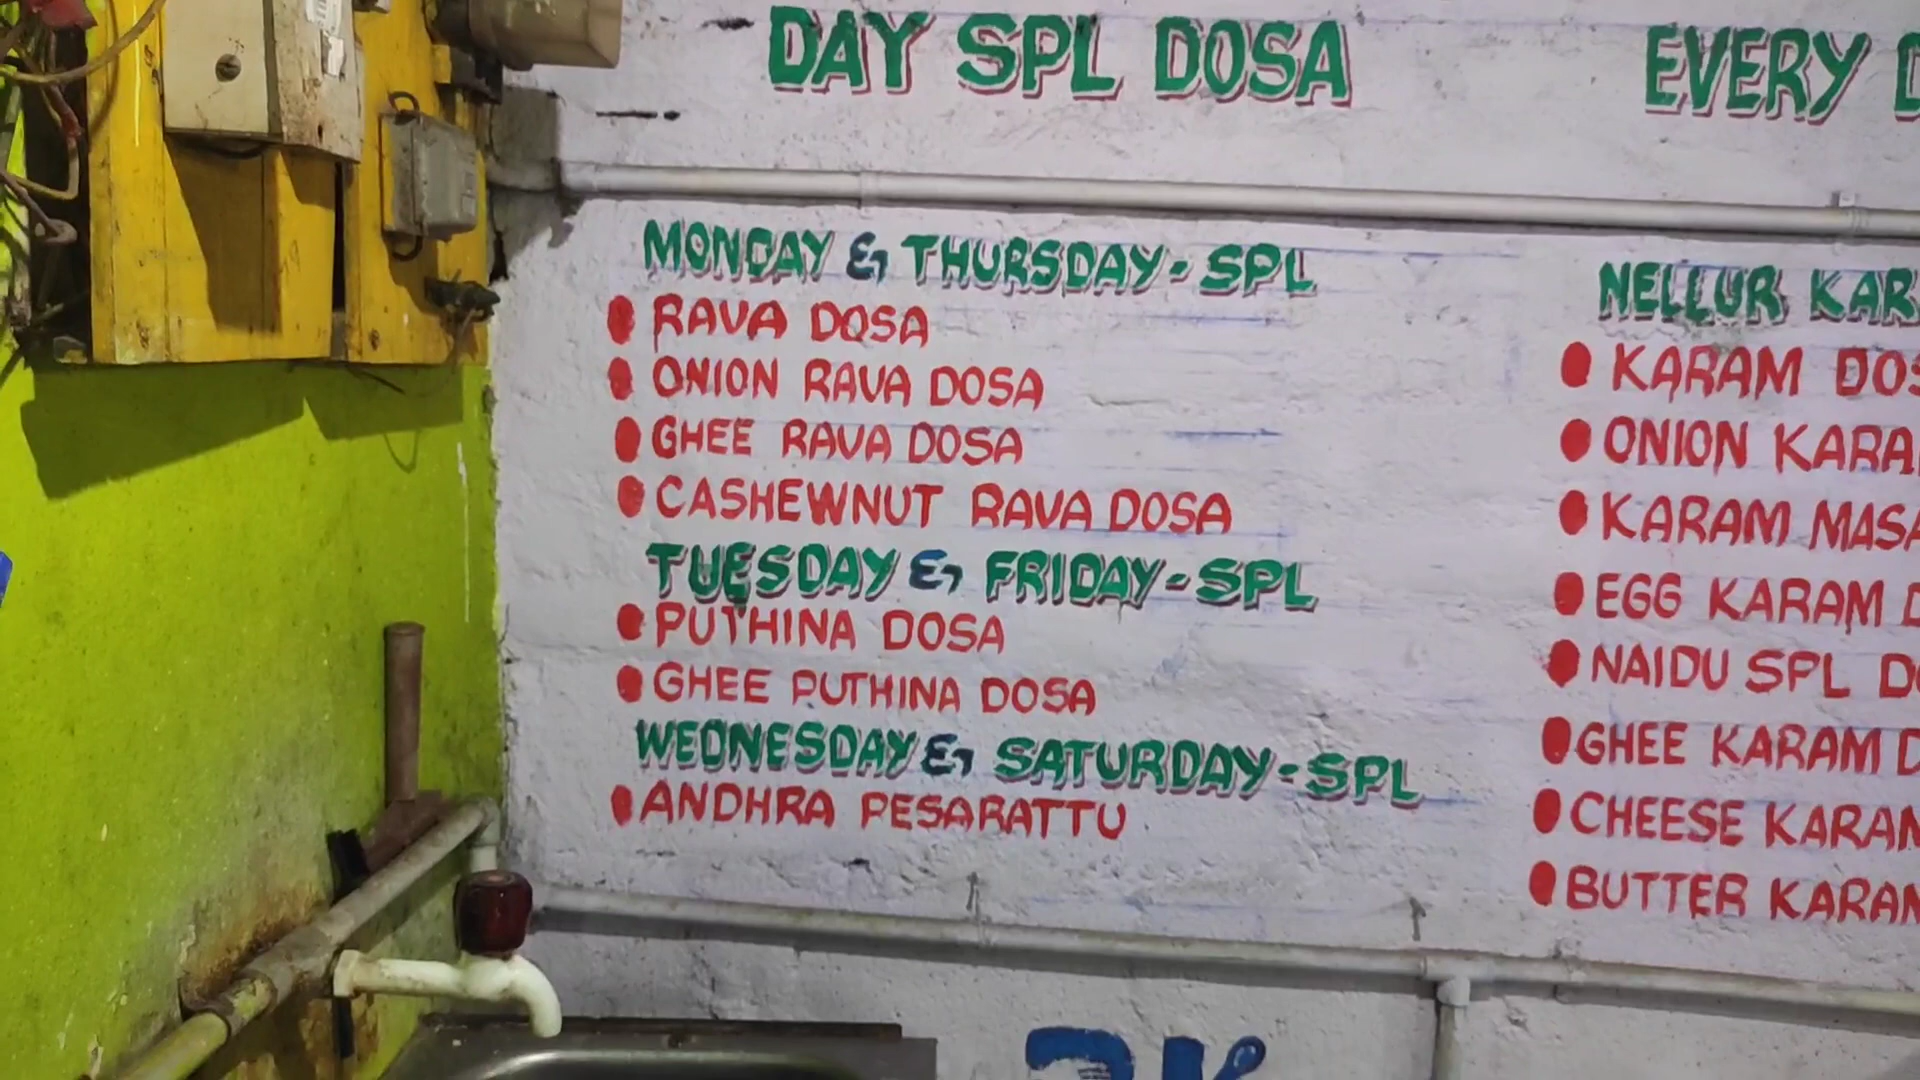 DAY SPL DOSA
MONDAY & THURSDAY - SPL
RAVA DOSA
ONION RAVA DOSA
GHEE RAVA DOSA
CASHEWNUT RAVA DOSA
TUESDAY & FRIDAY - SPL
PUTHINA DOSA
GHEE PUTHINA DOSA
WEDNESDAY & SATURDAY - SPL
ANDHRA PESARATTU
EVERY
NELLUR
KARAM
ONION
KARAM
EGG KARAM
NAIDU SPL
GHEE KARAM
CHEESE
BUTTER